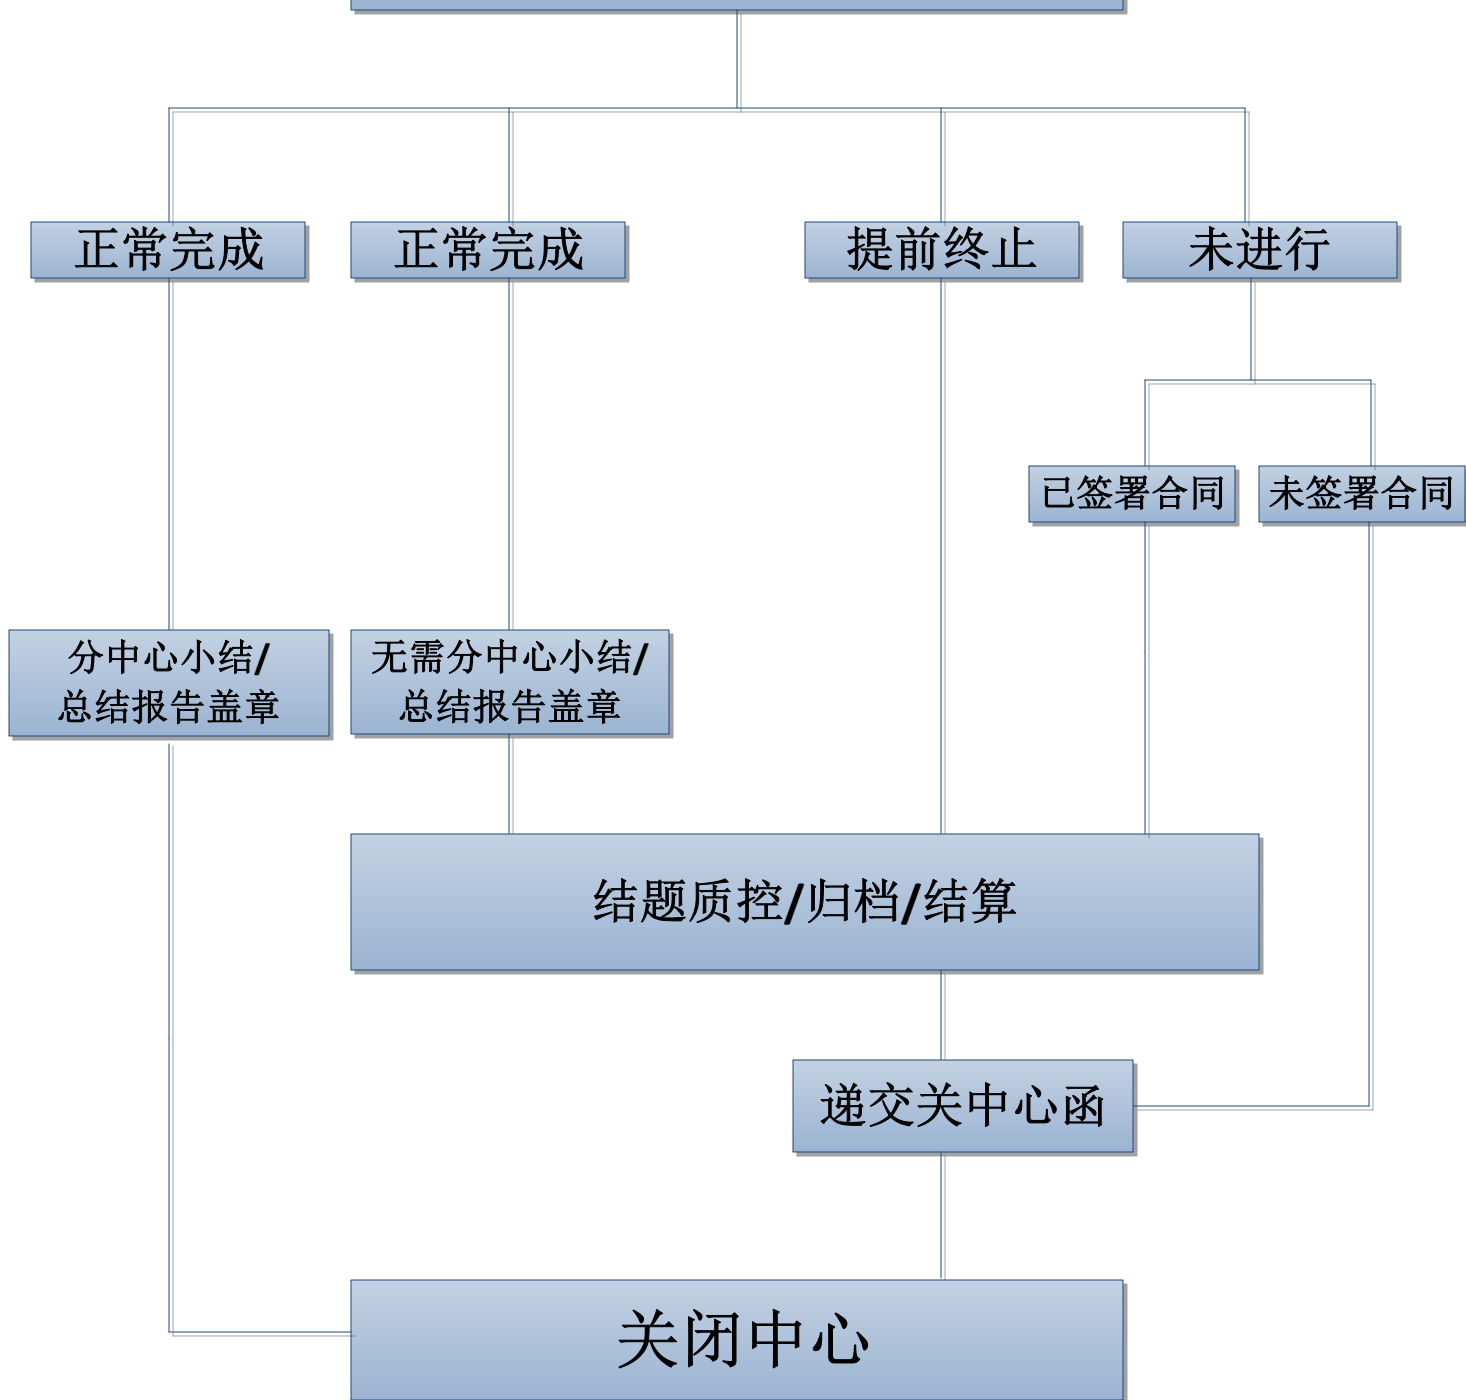 正常完成
正常完成
提前终止
未进行
已签署合同
未签署合同
分中心小结/
总结报告盖章
无需分中心小结/
总结报告盖章
结题质控/归档/结算
递交关中心函
关闭中心